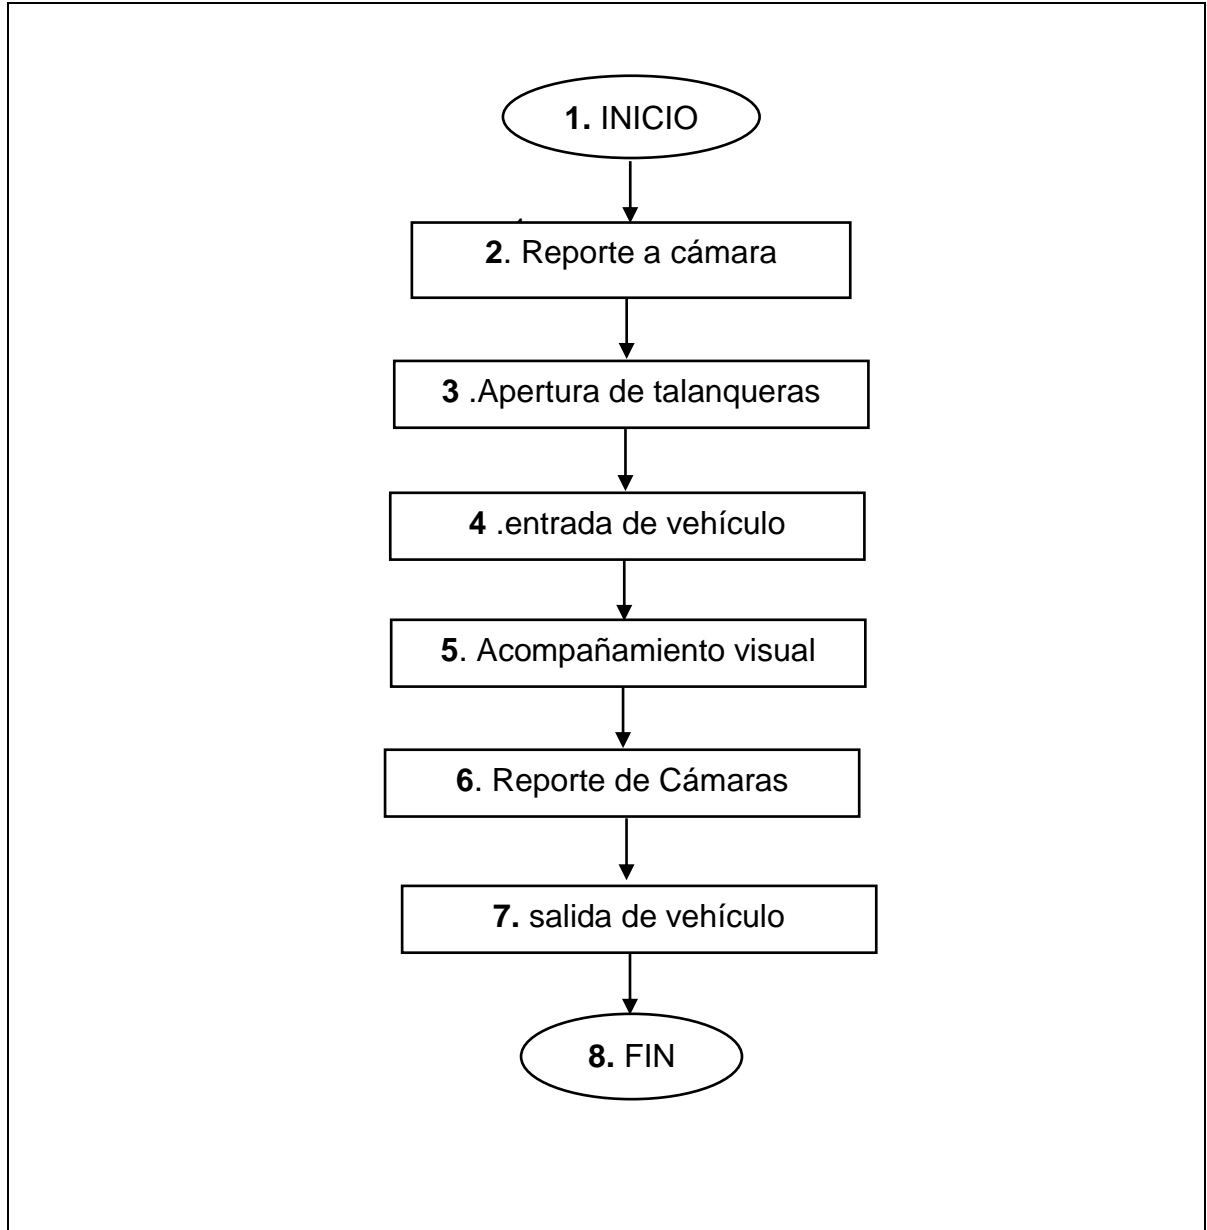 1. INICIO
2. Reporte a cámara
3 .Apertura de talanqueras
4 .entrada de vehículo
5. Acompañamiento visual
6. Reporte de Cámaras
7. salida de vehículo
8. FIN